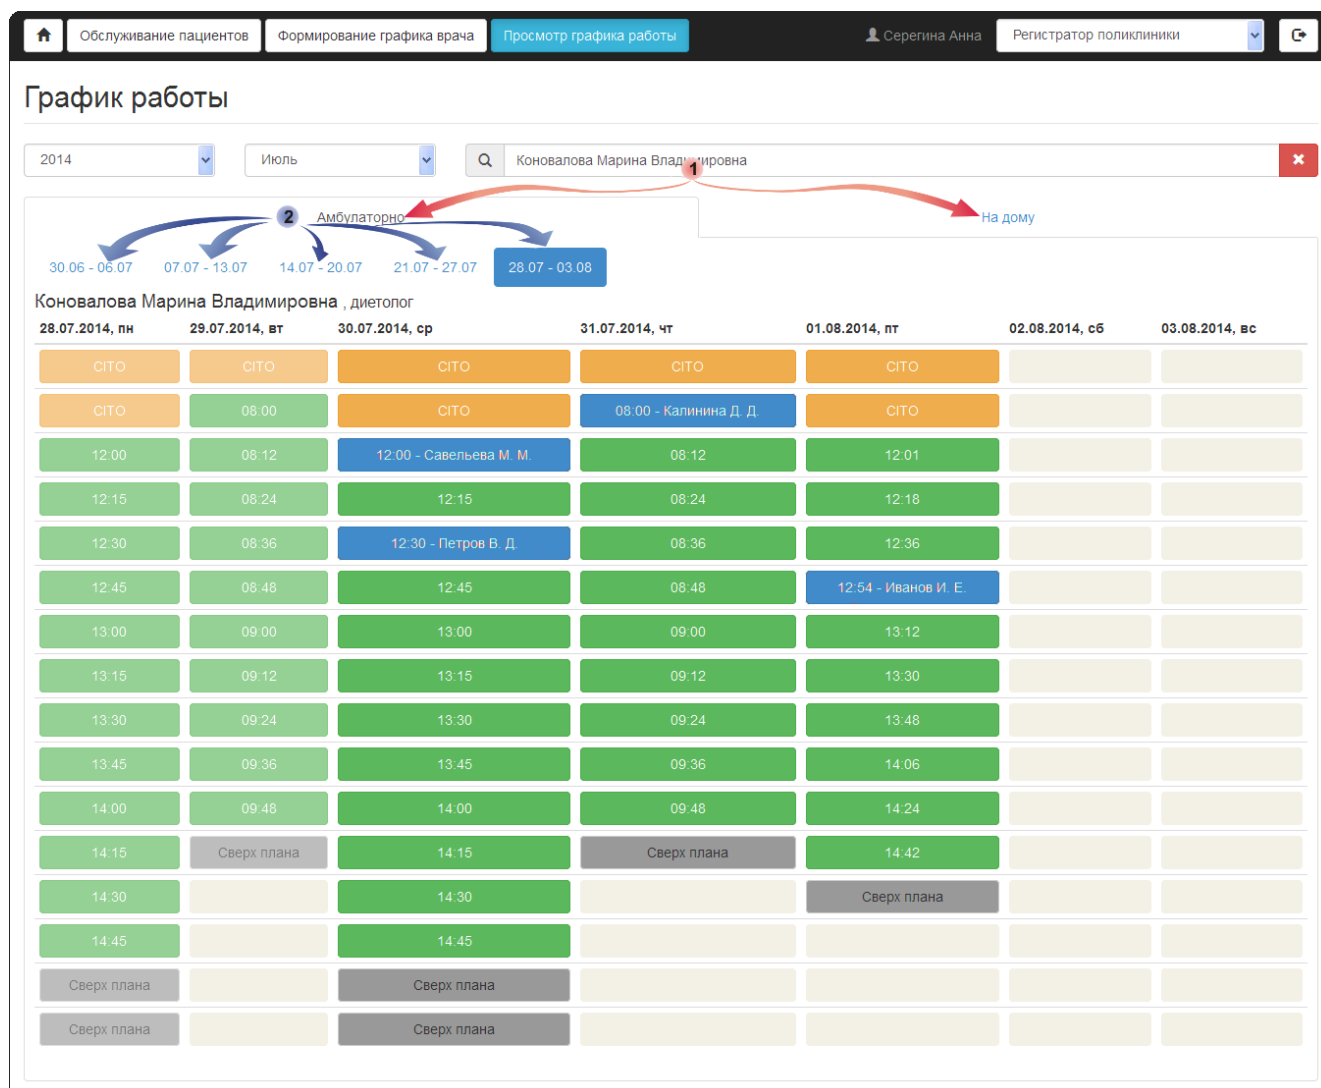 Обслуживание пациентов Формирование графика врача Просмотр графика работы Серегина Анна Регистратор поликлиники
График работы
2014 Июль Коновалова Марина Владимировна
1
2 Амбулаторно На дому
30.06 - 06.07 07.07 - 13.07 14.07 - 20.07 21.07 - 27.07 28.07 - 03.08
Коновалова Марина Владимировна , диетолог
28.07.2014, пн 29.07.2014, вт 30.07.2014, ср 31.07.2014, чт 01.08.2014, пт 02.08.2014, сб 03.08.2014, вс
CITO CITO CITO CITO CITO
CITO 08:00 CITO 08:00 - Калинина Д. Д. CITO
12:00 08:12 12:00 - Савельева М. М. 08:12 12:01
12:15 08:24 12:15 08:24 12:18
12:30 08:36 12:30 - Петров В. Д. 08:36 12:36
12:45 08:48 12:45 08:48 12:54 - Иванов И. Е.
13:00 09:00 13:00 09:00 13:12
13:15 09:12 13:15 09:12 13:30
13:30 09:24 13:30 09:24 13:48
13:45 09:36 13:45 09:36 14:06
14:00 09:48 14:00 09:48 14:24
14:15 Сверх плана 14:15 Сверх плана 14:42
14:30 14:30 Сверх плана
14:45 14:45
Сверх плана Сверх плана
Сверх плана Сверх плана